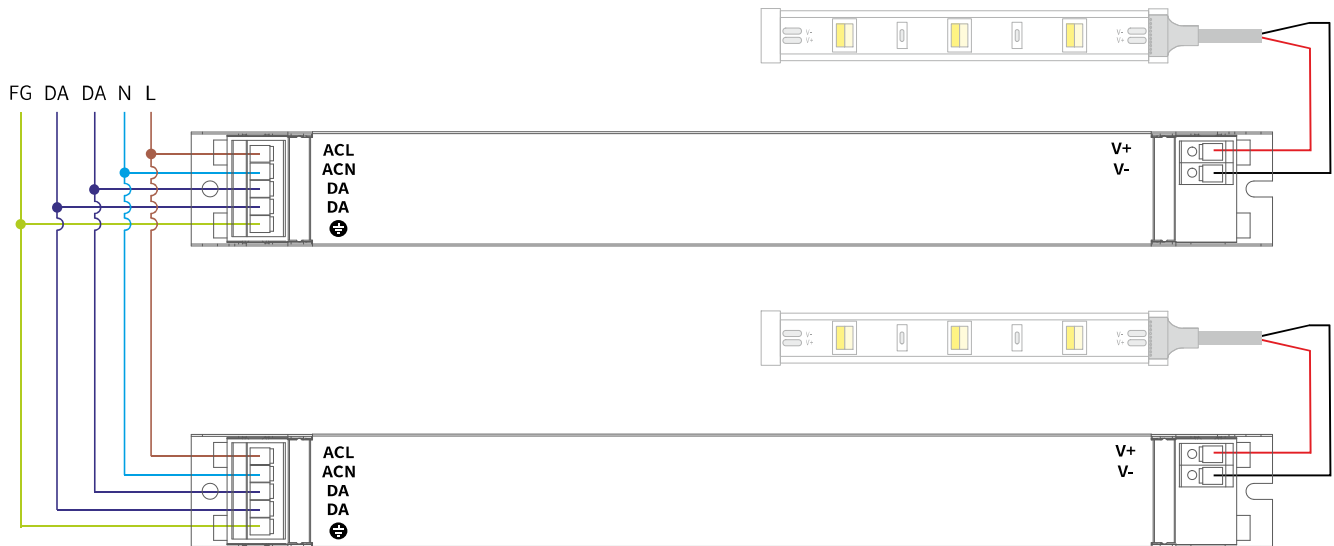 V- V-
V+ V+
FG DA DA N L
ACL V+
ACN V-
DA
DA
V- V-
V+ V+
ACL V+
ACN V-
DA
DA